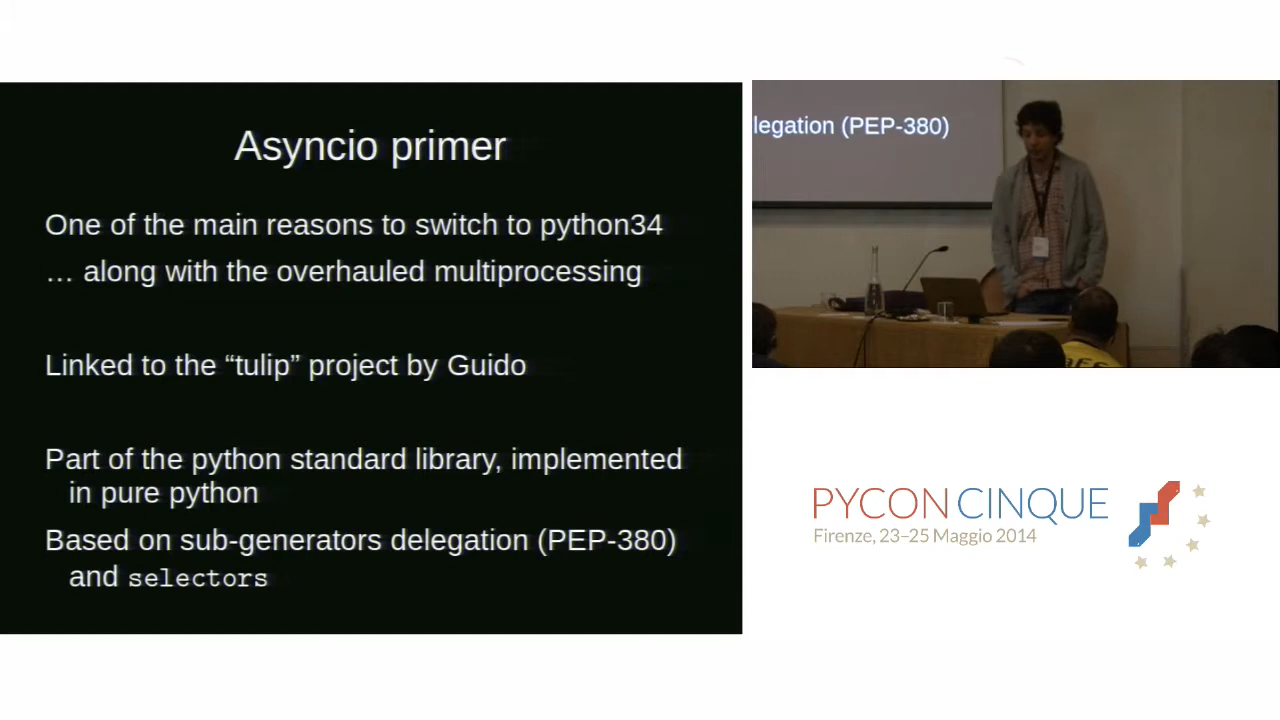 Asyncio primer
One of the main reasons to switch to python34
… along with the overhauled multiprocessing
Linked to the “tulip” project by Guido
Part of the python standard library, implemented
in pure python
Based on sub-generators delegation (PEP-380)
and selectors
legation (PEP-380)
PYCON CINQUE
Firenze, 23–25 Maggio 2014